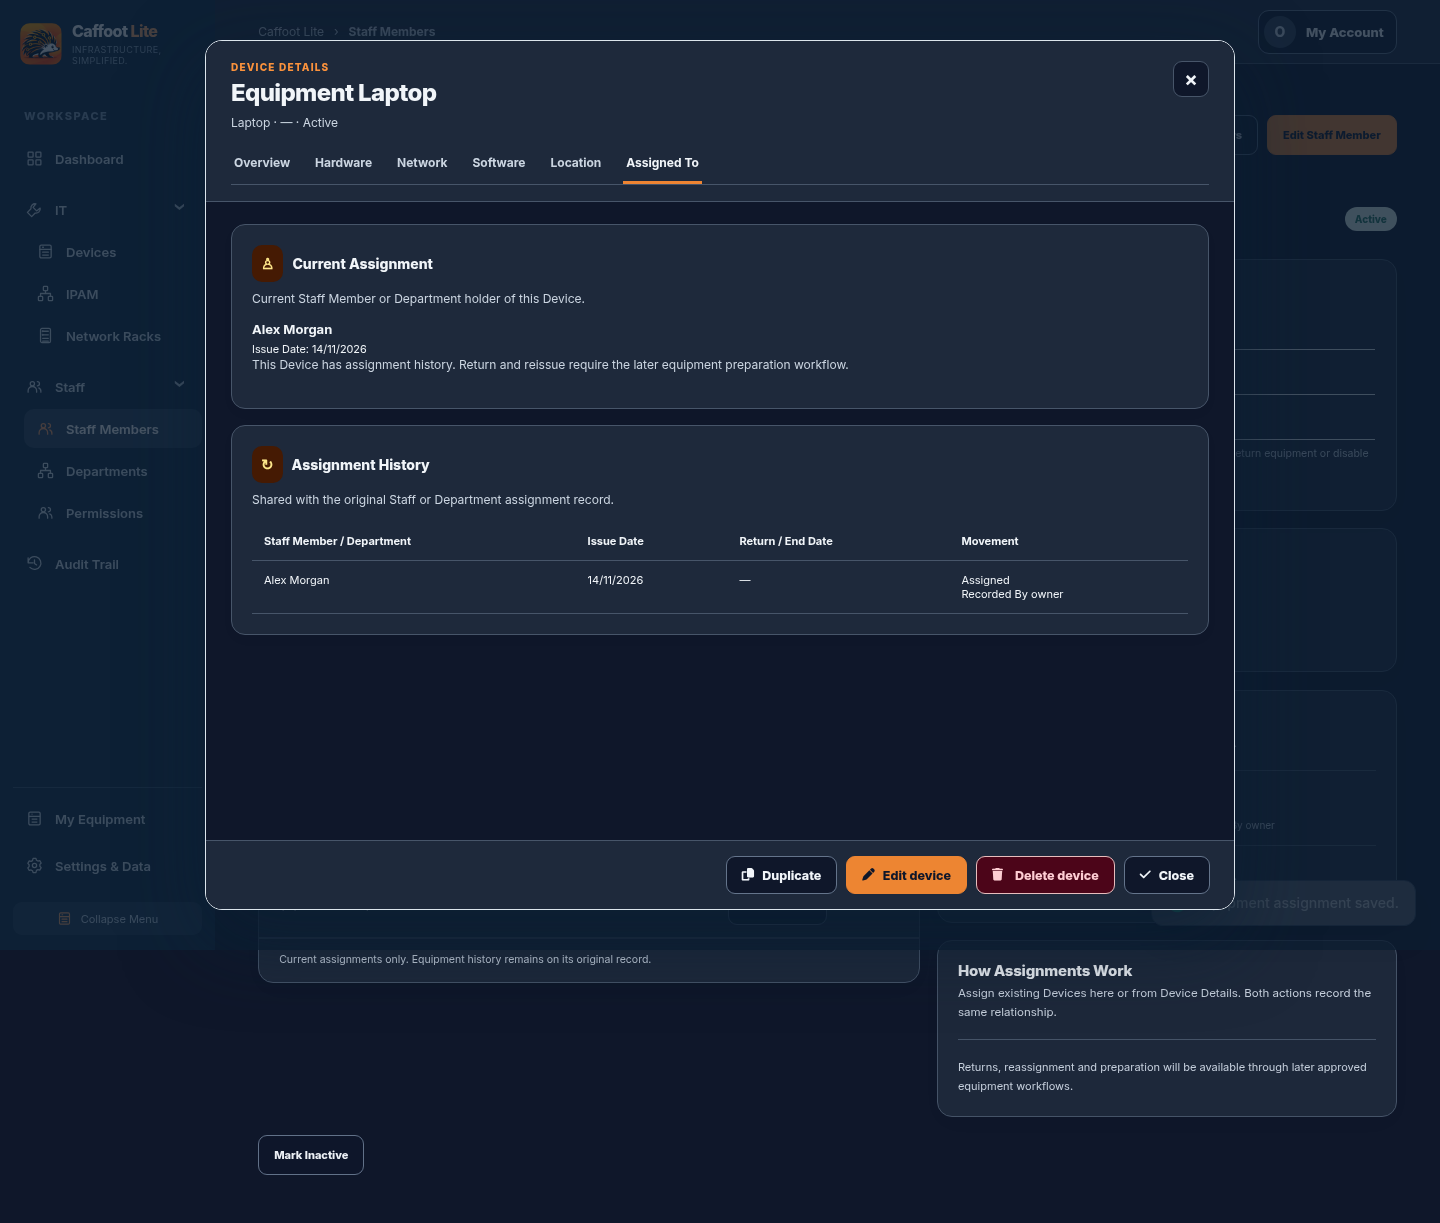 Caffoot Lite
INFRASTRUCTURE,
SIMPLIFIED.
Caffoot Lite › Staff Members
O My Account
WORKSPACE
Dashboard
IT
Devices
IPAM
Network Racks
Staff
Staff Members
Departments
Permissions
Audit Trail
My Equipment
Settings & Data
Collapse Menu
Edit Staff Member
Active
eturn equipment or disable
y owner
DEVICE DETAILS
Equipment Laptop
Laptop · — · Active
Overview Hardware Network Software Location Assigned To
Current Assignment
Current Staff Member or Department holder of this Device.
Alex Morgan
Issue Date: 14/11/2026
This Device has assignment history. Return and reissue require the later equipment preparation workflow.
Assignment History
Shared with the original Staff or Department assignment record.
Staff Member / Department Issue Date Return / End Date Movement
Alex Morgan 14/11/2026 — Assigned
Recorded By owner
Duplicate Edit device Delete device Close
ment assignment saved.
Current assignments only. Equipment history remains on its original record.
How Assignments Work
Assign existing Devices here or from Device Details. Both actions record the
same relationship.
Returns, reassignment and preparation will be available through later approved
equipment workflows.
Mark Inactive